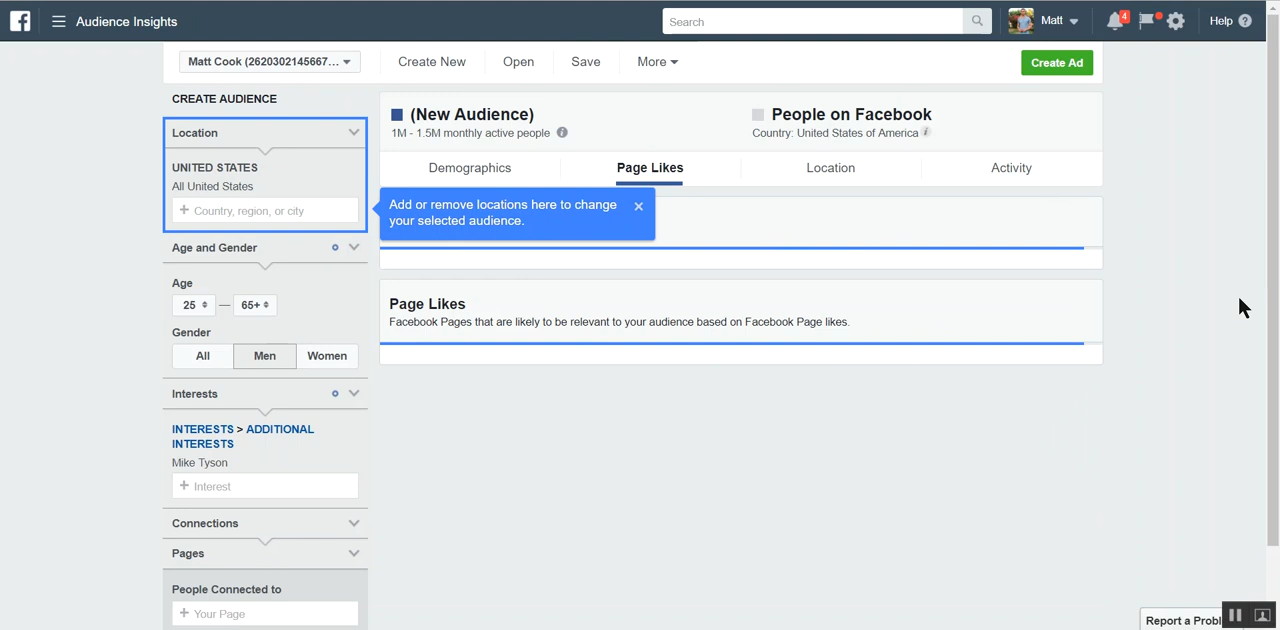 Audience Insights
Search
Matt
4
Help ?
Matt Cook (2620302145667...
Create New
Open
Save
More
Create Ad
CREATE AUDIENCE
Location
UNITED STATES
All United States
+ Country, region, or city
Age and Gender
Age
25 — 65+
Gender
All Men Women
Interests
INTERESTS > ADDITIONAL
INTERESTS
Mike Tyson
+ Interest
Connections
Pages
People Connected to
+ Your Page
(New Audience)
1M - 1.5M monthly active people
People on Facebook
Country: United States of America
Demographics
Page Likes
Location
Activity
Add or remove locations here to change
your selected audience.
Page Likes
Facebook Pages that are likely to be relevant to your audience based on Facebook Page likes.
Report a Probl